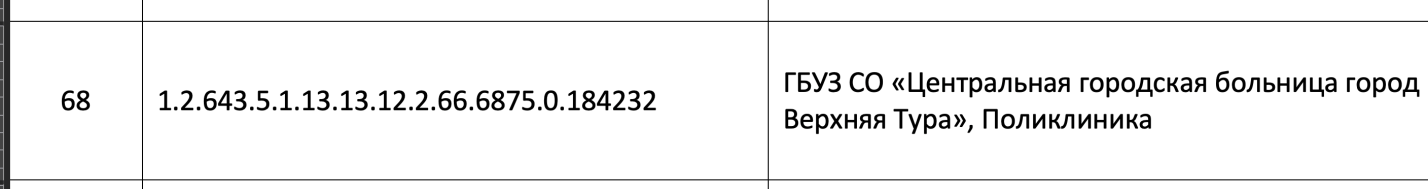 68
1.2.643.5.1.13.13.12.2.66.6875.0.184232
ГБУЗ СО «Центральная городская больница город
Верхняя Тура», Поликлиника